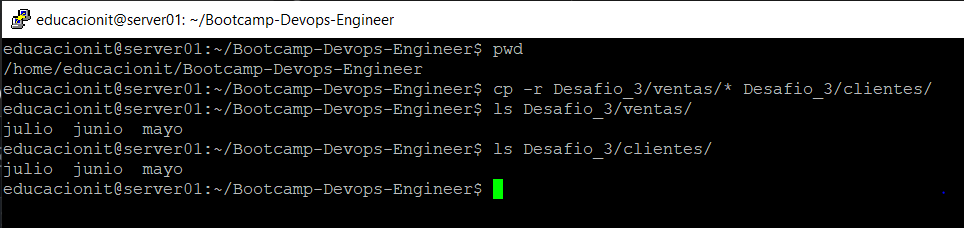 educacionit@server01: ~/Bootcamp-Devops-Engineer
educacionit@server01:~/Bootcamp-Devops-Engineer$ pwd
/home/educacionit/Bootcamp-Devops-Engineer
educacionit@server01:~/Bootcamp-Devops-Engineer$ cp -r Desafio_3/ventas/* Desafio_3/clientes/
educacionit@server01:~/Bootcamp-Devops-Engineer$ ls Desafio_3/ventas/
julio  junio  mayo
educacionit@server01:~/Bootcamp-Devops-Engineer$ ls Desafio_3/clientes/
julio  junio  mayo
educacionit@server01:~/Bootcamp-Devops-Engineer$